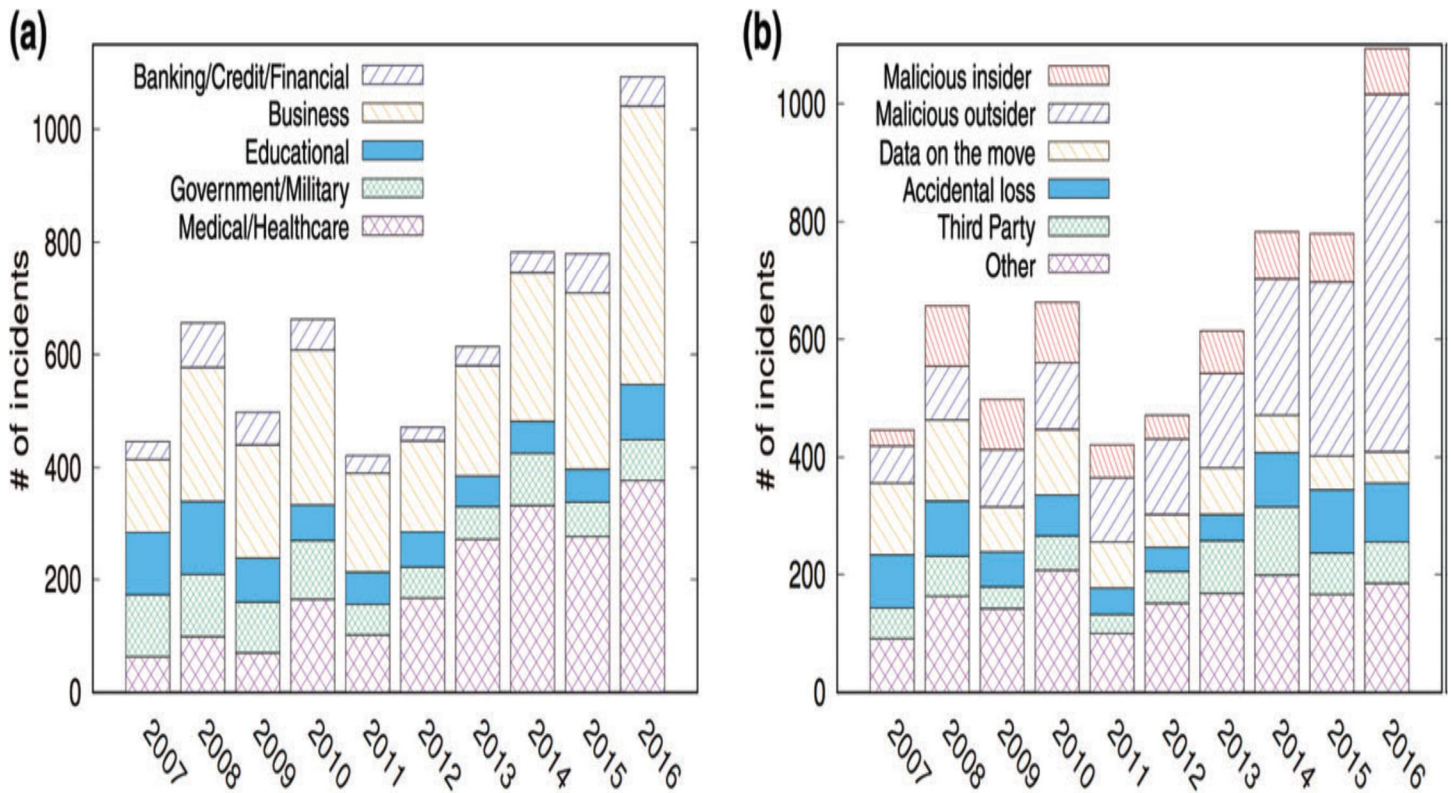 (a)
Banking/Credit/Financial
Business
Educational
Government/Military
Medical/Healthcare
# of incidents
1000
800
600
400
200
0
2007
2008
2009
2010
2011
2012
2013
2014
2015
2016
(b)
Malicious insider
Malicious outsider
Data on the move
Accidental loss
Third Party
Other
# of incidents
1000
800
600
400
200
0
2007
2008
2009
2010
2011
2012
2013
2014
2015
2016